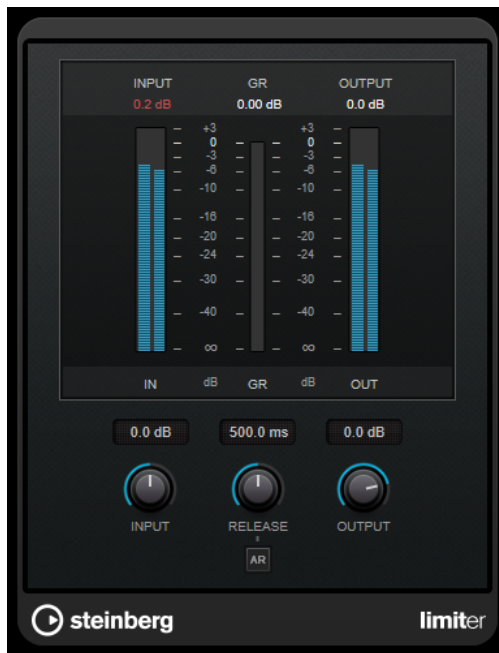 INPUT GR OUTPUT
0.2 dB 0.00 dB 0.0 dB
+3 +3
0 0
-3 -3
-6 -6
-10 -10
-16 -16
-20 -20
-24 -24
-30 -30
-40 -40
∞ ∞
IN dB GR dB OUT
0.0 dB 500.0 ms 0.0 dB
INPUT RELEASE OUTPUT
AR
steinberg limiter